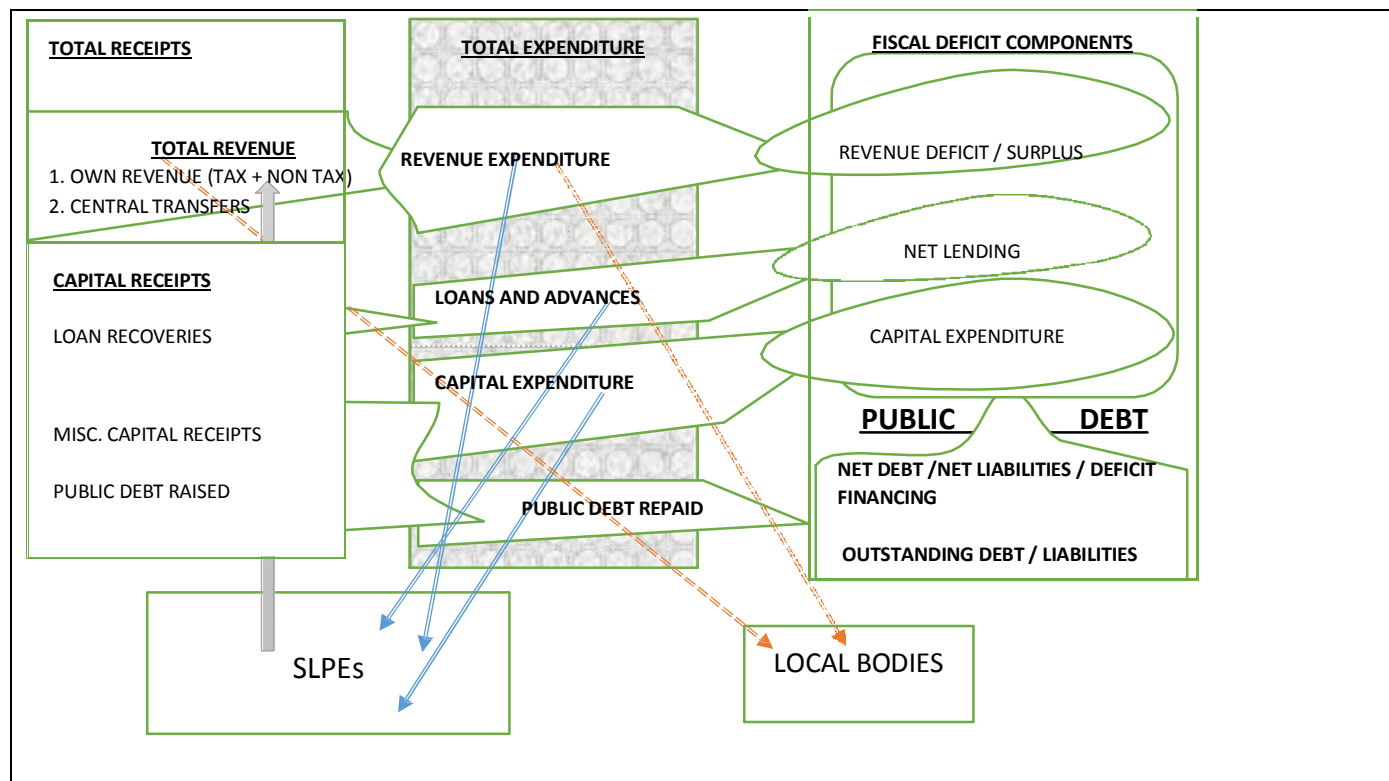 TOTAL RECEIPTS
TOTAL REVENUE
1. OWN REVENUE (TAX + NON TAX)
2. CENTRAL TRANSFERS
CAPITAL RECEIPTS
LOAN RECOVERIES
MISC. CAPITAL RECEIPTS
PUBLIC DEBT RAISED
TOTAL EXPENDITURE
REVENUE EXPENDITURE
LOANS AND ADVANCES
CAPITAL EXPENDITURE
PUBLIC DEBT REPAID
FISCAL DEFICIT COMPONENTS
REVENUE DEFICIT / SURPLUS
NET LENDING
CAPITAL EXPENDITURE
PUBLIC DEBT
NET DEBT /NET LIABILITIES / DEFICIT
FINANCING
OUTSTANDING DEBT / LIABILITIES
SLPEs
LOCAL BODIES